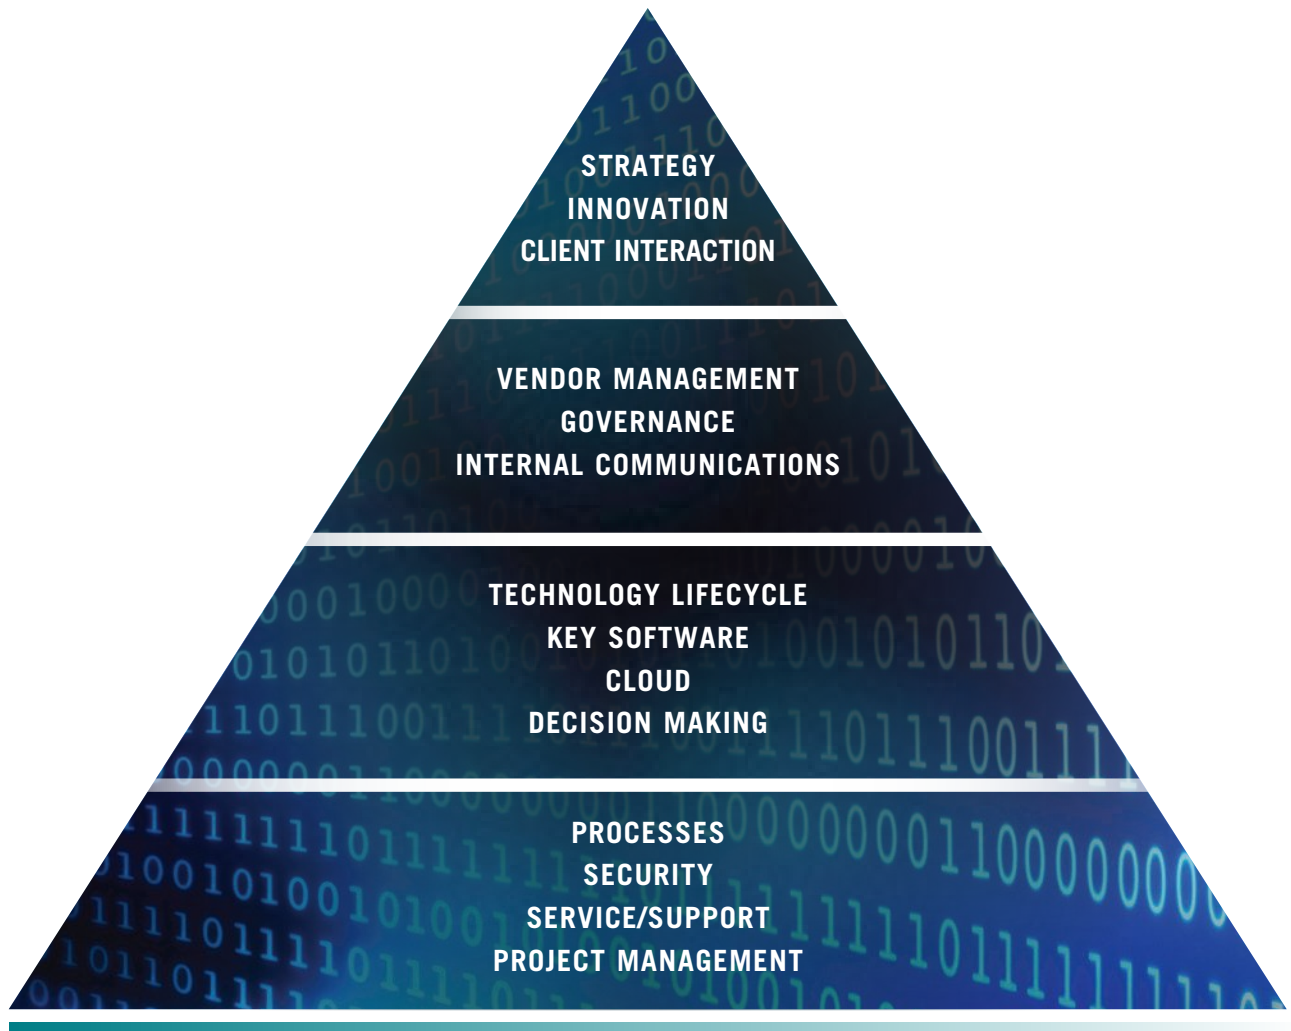 STRATEGY
INNOVATION
CLIENT INTERACTION
VENDOR MANAGEMENT
GOVERNANCE
INTERNAL COMMUNICATIONS
TECHNOLOGY LIFECYCLE
KEY SOFTWARE
CLOUD
DECISION MAKING
PROCESSES
SECURITY
SERVICE/SUPPORT
PROJECT MANAGEMENT